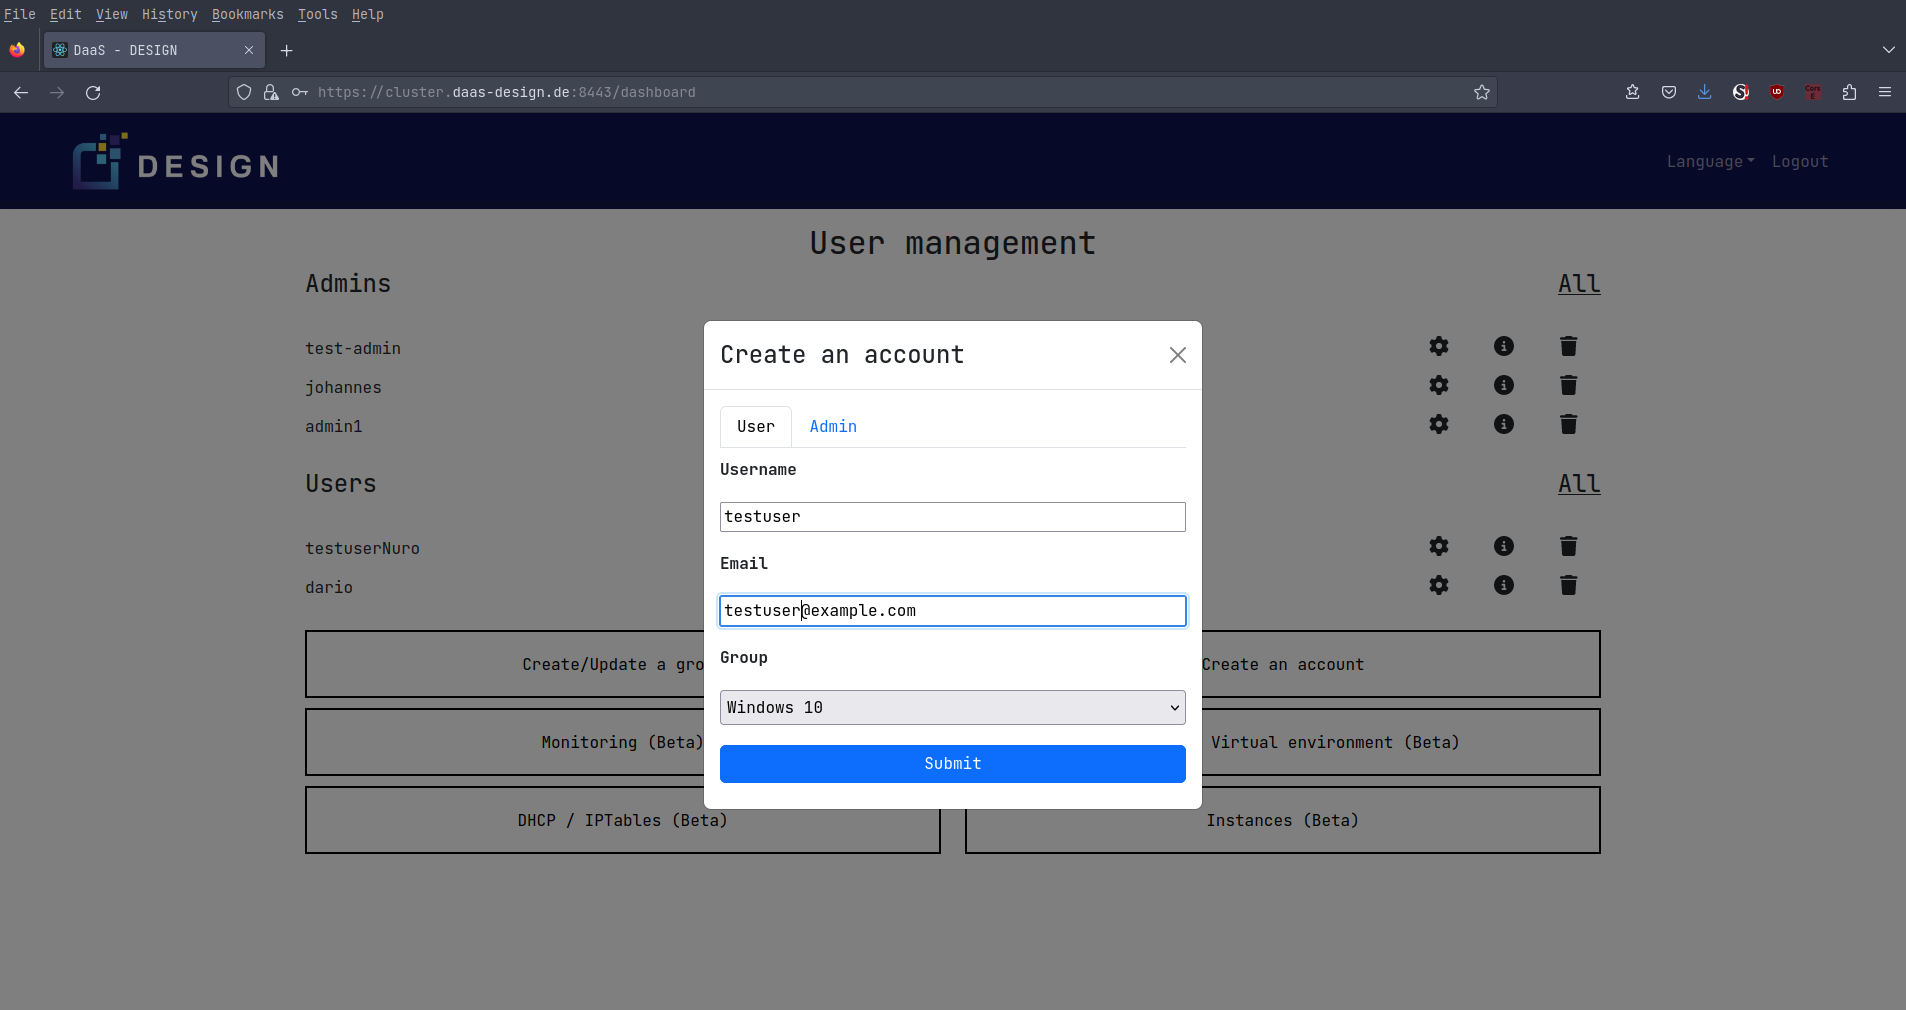 File Edit View History Bookmarks Tools Help
DaaS - DESIGN
https://cluster.daas-design.de:8443/dashboard
DESIGN
Language Logout
User management
Admins All
test-admin
johannes
admin1
Users All
testuserNuro
dario
Create/Update a gro
Create an account
Monitoring (Beta)
Virtual environment (Beta)
DHCP / IPTables (Beta)
Instances (Beta)
Create an account
User Admin
Username
testuser
Email
testuser@example.com
Group
Windows 10
Submit